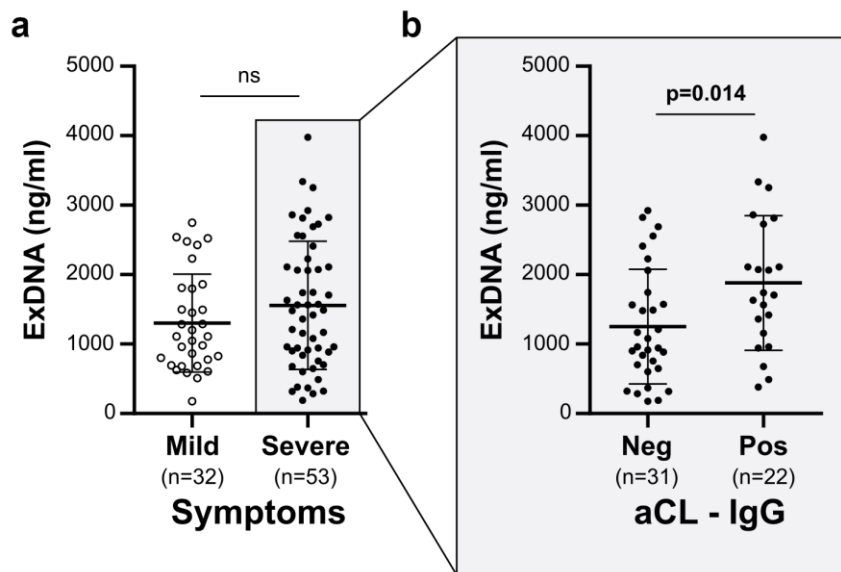 a
ExDNA (ng/ml)
5000
4000
3000
2000
1000
0
ns
Mild
(n=32)
Severe
(n=53)
Symptoms
b
ExDNA (ng/ml)
5000
4000
3000
2000
1000
0
p=0.014
Neg
(n=31)
Pos
(n=22)
aCL - IgG